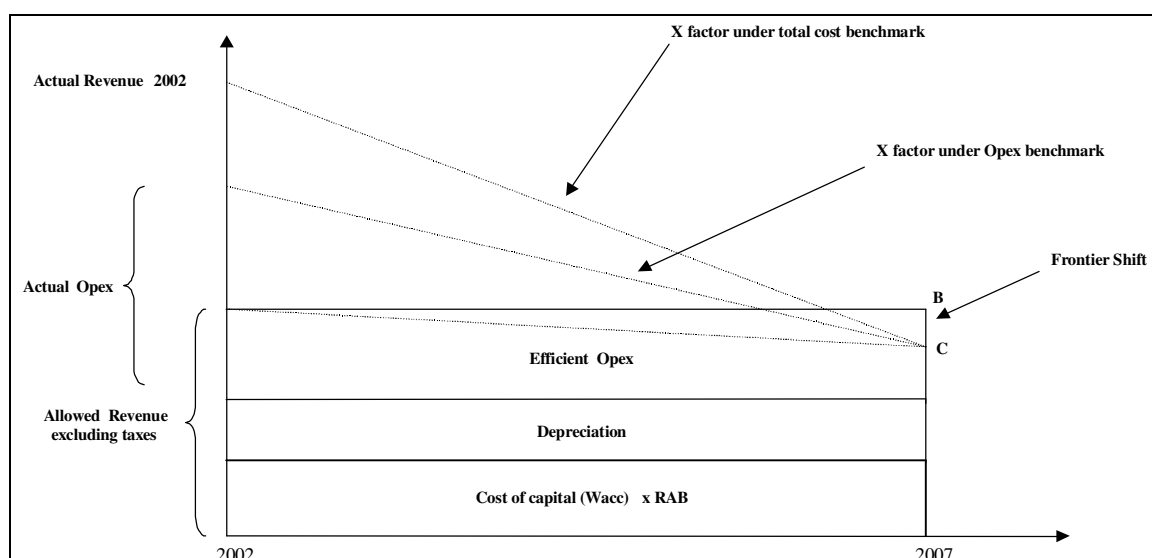 X factor under total cost benchmark
Actual Revenue 2002
X factor under Opex benchmark
Frontier Shift
Actual Opex
B
C
Efficient Opex
Allowed Revenue
excluding taxes
Depreciation
Cost of capital (Wacc) x RAB
2002
2007